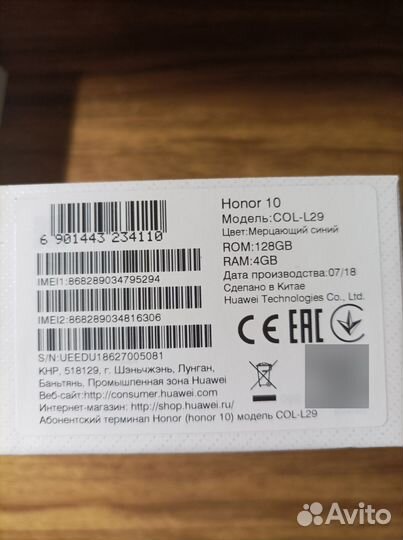 Honor 10
Модель:COL-L29
Цвет:Мерцающий синий
ROM:128GB
RAM:4GB
Дата производства:07/18
Сделано в Китае
Huawei Technologies Co., Ltd.
6 901443 234110
IMEI1:868289034795294
IMEI2:868289034816306
S/N:UEEDU18627005081
КНР, 518129, г. Шэньчжэнь, Лунган,
Баньтянь, Промышленная зона Huawei
Веб-сайт:http://consumer.huawei.com
Интернет-магазин: http://shop.huawei.ru/
Абонентский терминал Honor (honor 10) модель COL-L29
CE EAC
Avito